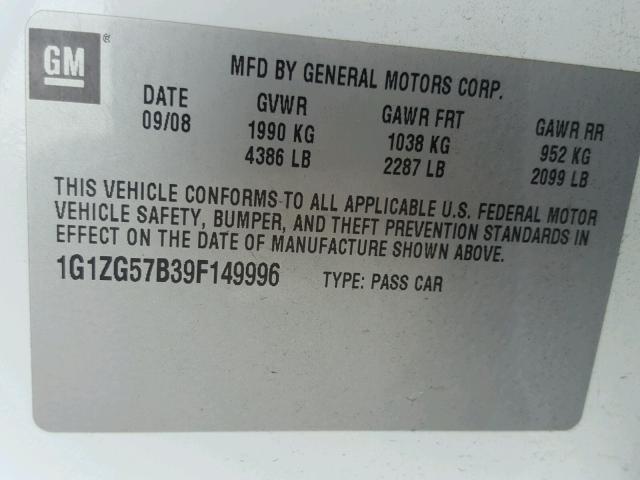 GM®
MFD BY GENERAL MOTORS CORP.
DATE GVWR GAWR FRT GAWR RR
09/08 1990 KG 1038 KG 952 KG
4386 LB 2287 LB 2099 LB
THIS VEHICLE CONFORMS TO ALL APPLICABLE U.S. FEDERAL MOTOR
VEHICLE SAFETY, BUMPER, AND THEFT PREVENTION STANDARDS IN
EFFECT ON THE DATE OF MANUFACTURE SHOWN ABOVE.
1G1ZG57B39F149996 TYPE: PASS CAR